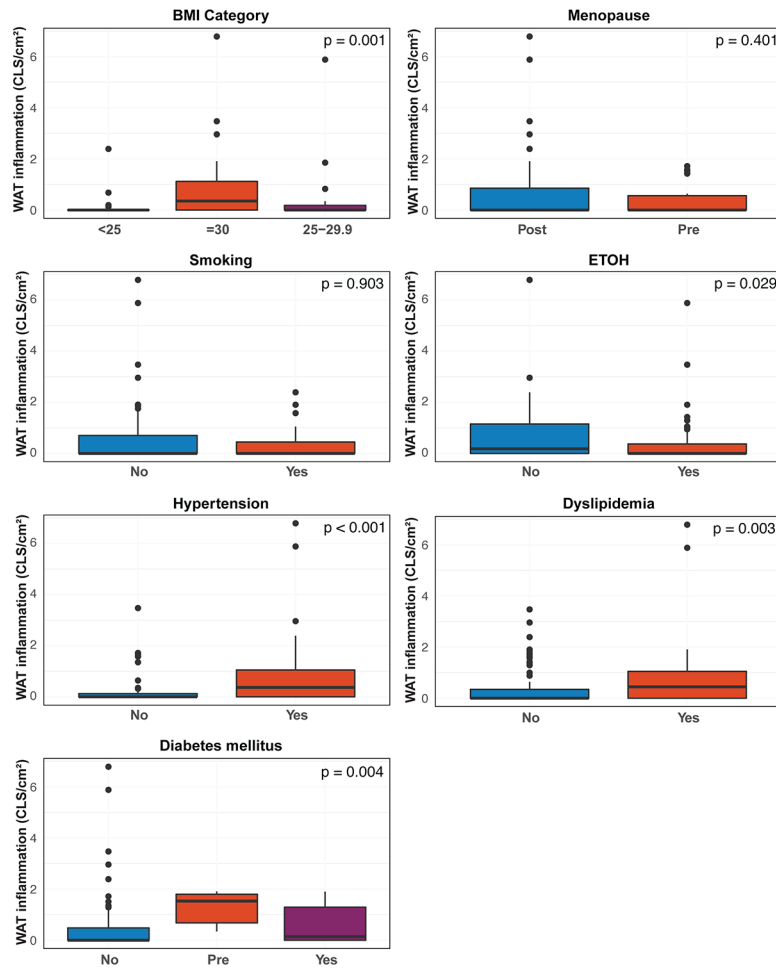 BMI Category
p = 0.001
WAT inflammation (CLS/cm²)
6
4
2
0
<25
=30
25−29.9
Menopause
p = 0.401
WAT inflammation (CLS/cm²)
6
4
2
0
Post
Pre
Smoking
p = 0.903
WAT inflammation (CLS/cm²)
6
4
2
0
No
Yes
ETOH
p = 0.029
WAT inflammation (CLS/cm²)
6
4
2
0
No
Yes
Hypertension
p < 0.001
WAT inflammation (CLS/cm²)
6
4
2
0
No
Yes
Dyslipidemia
p = 0.003
WAT inflammation (CLS/cm²)
6
4
2
0
No
Yes
Diabetes mellitus
p = 0.004
WAT inflammation (CLS/cm²)
6
4
2
0
No
Pre
Yes